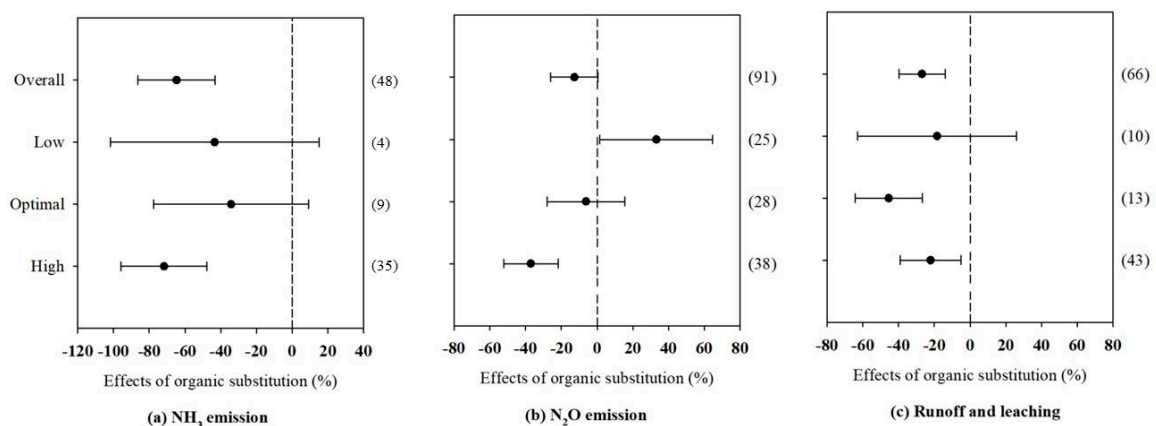 Overall
Low
Optimal
High
(48)
(4)
(9)
(35)
-120 -100 -80 -60 -40 -20 0 20 40
Effects of organic substitution (%)
(a) NH₃ emission
(91)
(25)
(28)
(38)
-80 -60 -40 -20 0 20 40 60 80
Effects of organic substitution (%)
(b) N₂O emission
(66)
(10)
(13)
(43)
-80 -60 -40 -20 0 20 40 60 80
Effects of organic substitution (%)
(c) Runoff and leaching